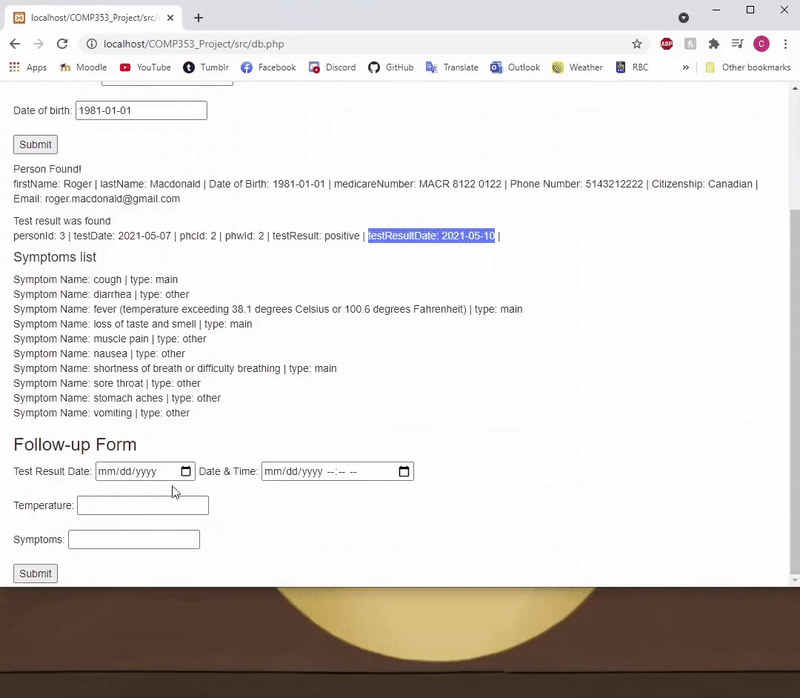 localhost/COMP353_Project/src/d
localhost/COMP353_Project/src/db.php
ABP
C
Apps Moodle YouTube Tumblr Facebook Discord GitHub Translate Outlook Weather RBC » Other bookmarks
Date of birth: 1981-01-01
Submit
Person Found!
firstName: Roger | lastName: Macdonald | Date of Birth: 1981-01-01 | medicareNumber: MACR 8122 0122 | Phone Number: 5143212222 | Citizenship: Canadian |
Email: roger.macdonald@gmail.com
Test result was found
personId: 3 | testDate: 2021-05-07 | phcId: 2 | phwId: 2 | testResult: positive | testResultDate: 2021-05-10 |
Symptoms list
Symptom Name: cough | type: main
Symptom Name: diarrhea | type: other
Symptom Name: fever (temperature exceeding 38.1 degrees Celsius or 100.6 degrees Fahrenheit) | type: main
Symptom Name: loss of taste and smell | type: main
Symptom Name: muscle pain | type: other
Symptom Name: nausea | type: other
Symptom Name: shortness of breath or difficulty breathing | type: main
Symptom Name: sore throat | type: other
Symptom Name: stomach aches | type: other
Symptom Name: vomiting | type: other
Follow-up Form
Test Result Date: mm/dd/yyyy Date & Time: mm/dd/yyyy --:-- --
Temperature:
Symptoms:
Submit